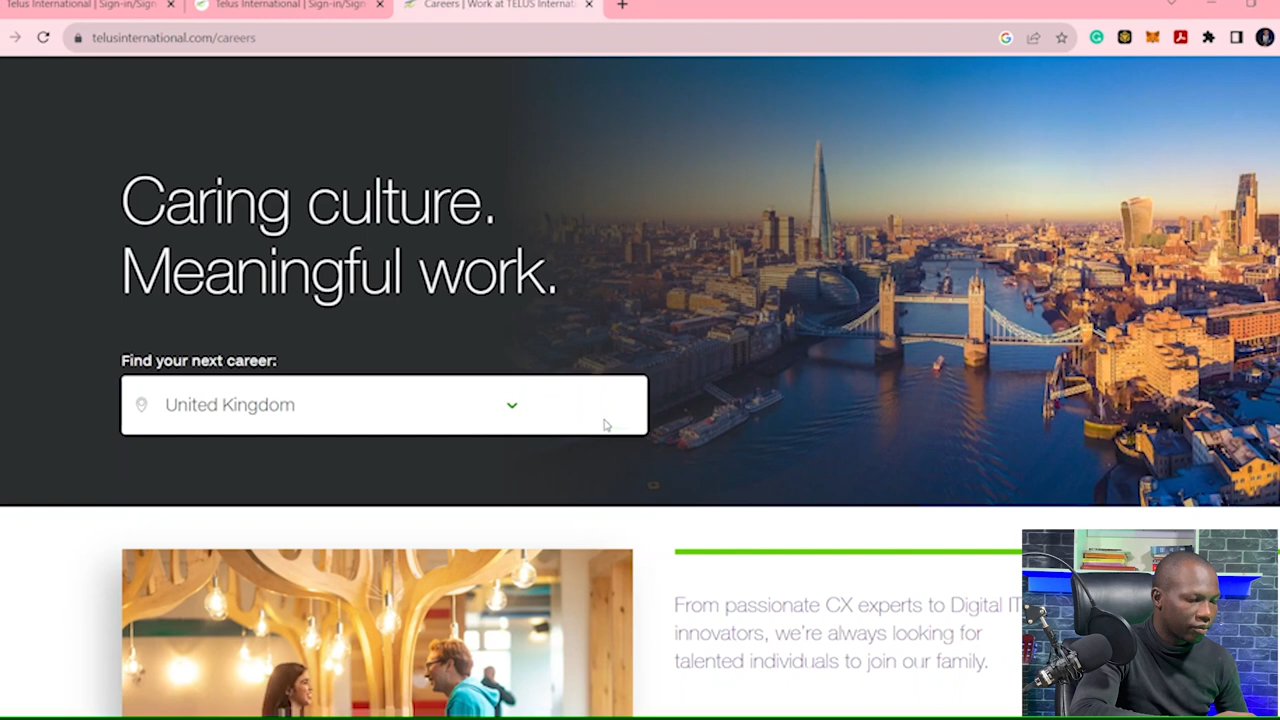 Telus International | Sign-in/Sign
Telus International | Sign-in/Sign
Careers | Work at TELUS Internat
telusinternational.com/careers
Caring culture.
Meaningful work.
Find your next career:
United Kingdom
From passionate CX experts to Digital IT
innovators, we're always looking for
talented individuals to join our family.